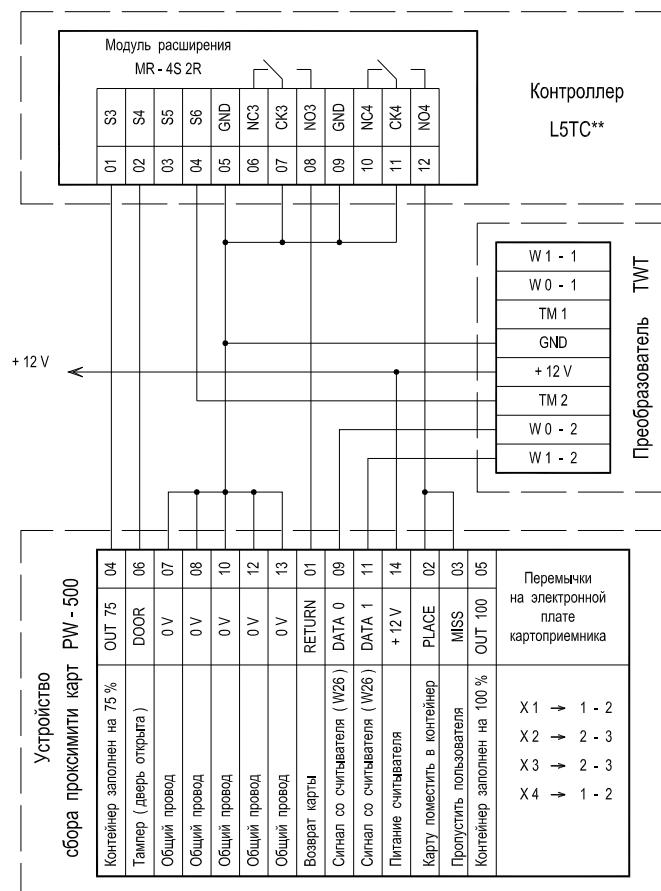 Модуль расширения
MR - 4S 2R
S3
S4
S5
S6
GND
NC3
CK3
NO3
GND
NC4
CK4
NO4
01
02
03
04
05
06
07
08
09
10
11
12
Контроллер
L5TC**
W 1 - 1
W 0 - 1
TM 1
GND
+ 12 V
TM 2
W 0 - 2
W 1 - 2
Преобразователь TWT
+ 12 V
Устройство
сбора проксимити карт PW - 500
04
06
07
08
10
12
13
01
09
11
14
02
03
05
OUT 75
DOOR
0 V
0 V
0 V
0 V
0 V
RETURN
DATA 0
DATA 1
+ 12 V
PLACE
MISS
OUT 100
Контейнер заполнен на 75 %
Тампер ( дверь открыта )
Общий провод
Общий провод
Общий провод
Общий провод
Общий провод
Возврат карты
Сигнал со считывателя ( W26 )
Сигнал со считывателя ( W26 )
Питание считывателя
Карту поместить в контейнер
Пропустить пользователя
Контейнер заполнен на 100 %
Перемычки
на электронной
плате
картоприемника
X 1 → 1 - 2
X 2 → 2 - 3
X 3 → 2 - 3
X 4 → 1 - 2